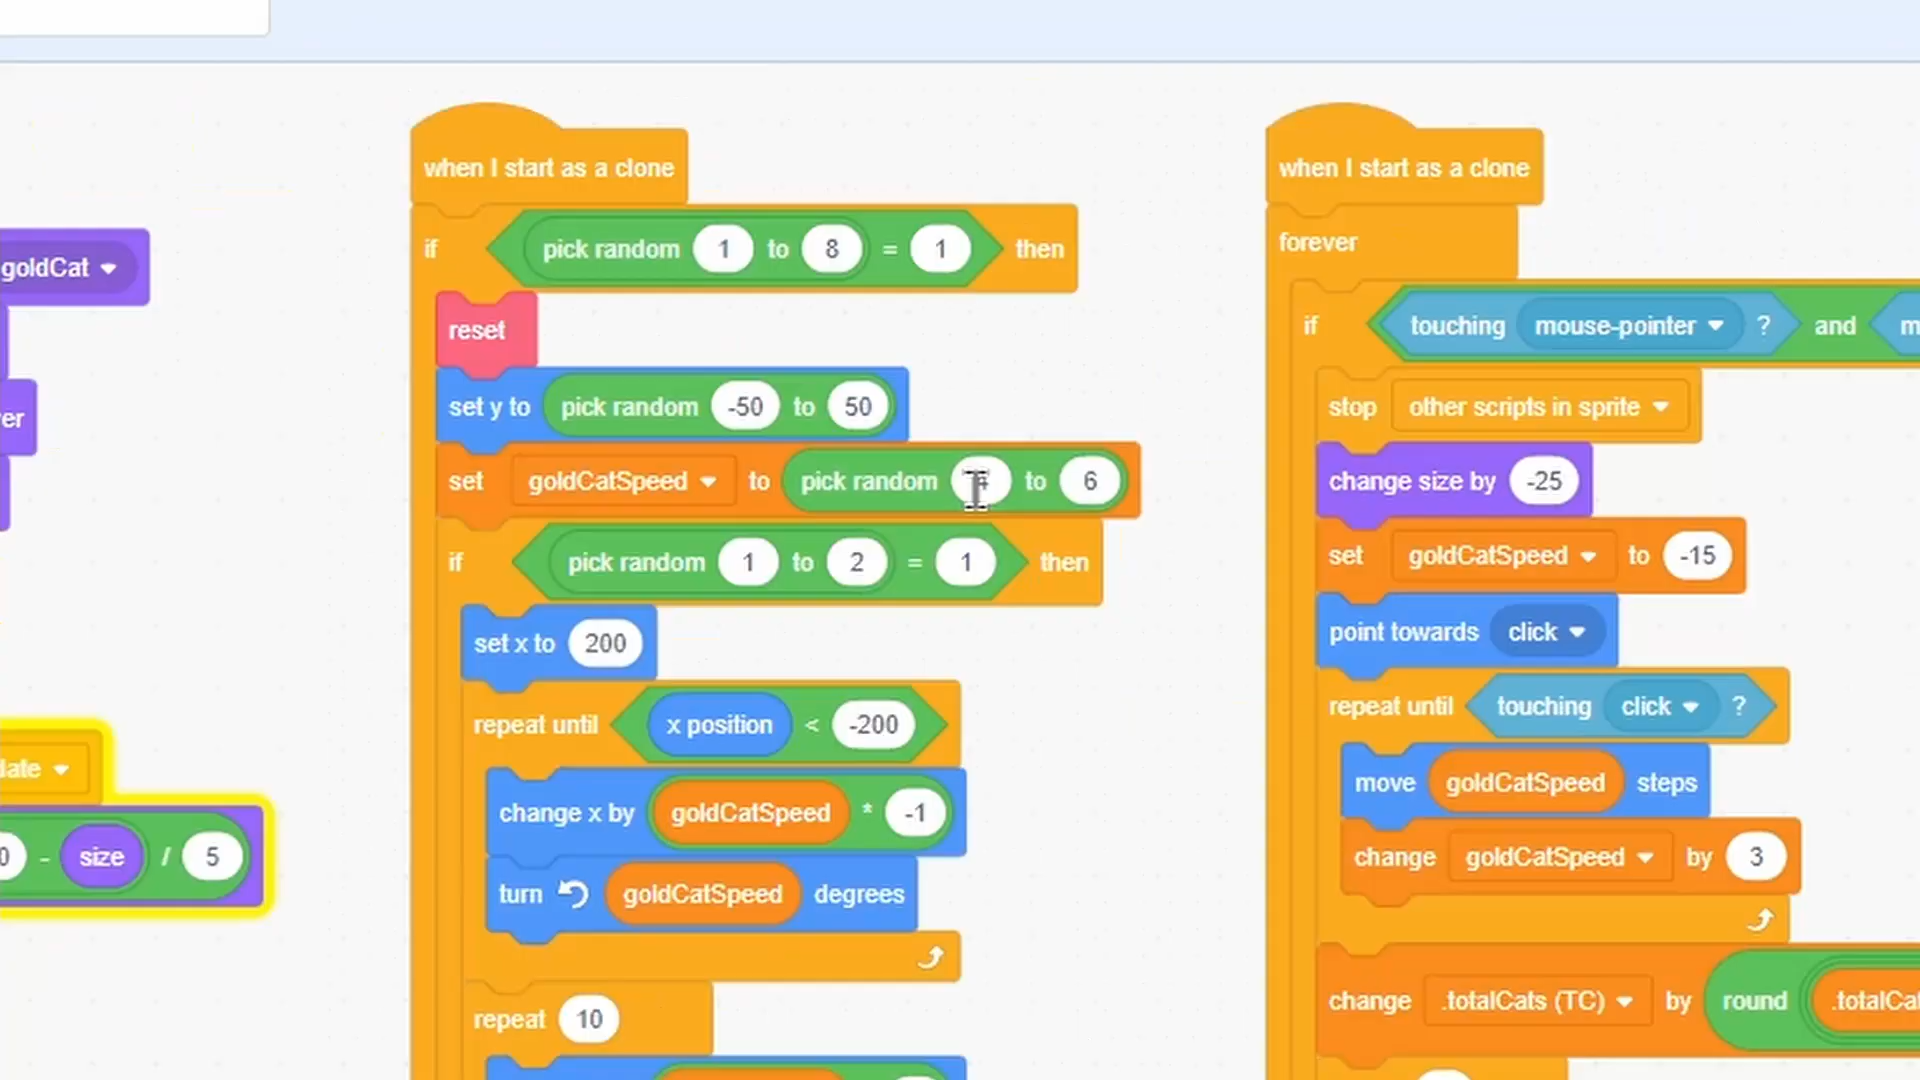 goldCat
er
date
0 - size / 5
when I start as a clone
if pick random 1 to 8 = 1 then
reset
set y to pick random -50 to 50
set goldCatSpeed to pick random to 6
if pick random 1 to 2 = 1 then
set x to 200
repeat until x position < -200
change x by goldCatSpeed * -1
turn goldCatSpeed degrees
repeat 10
when I start as a clone
forever
if touching mouse-pointer ? and m
stop other scripts in sprite
change size by -25
set goldCatSpeed to -15
point towards click
repeat until touching click ?
move goldCatSpeed steps
change goldCatSpeed by 3
change .totalCats (TC) by round .totalCa